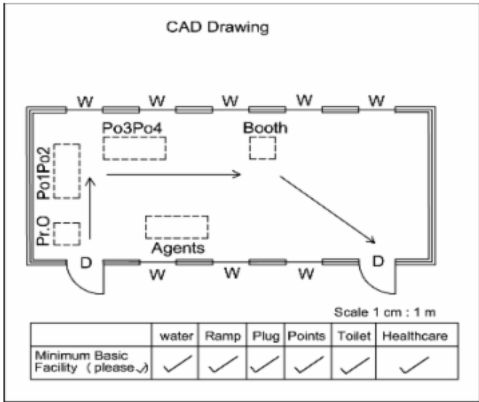 CAD Drawing
W W W W W
Po3Po4 Booth
Po1Po2
Pr.O
Agents
D D
W W W
Scale 1 cm : 1 m
water Ramp Plug Points Toilet Healthcare
Minimum Basic
Facility ( please ✓) ✓ ✓ ✓ ✓ ✓ ✓